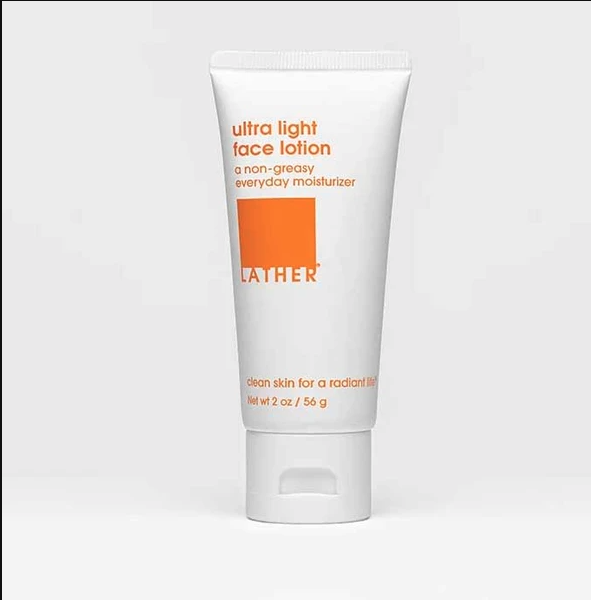 ultra light
face lotion
a non-greasy
everyday moisturizer
LATHER®
clean skin for a radiant life®
Net wt 2 oz / 56 g